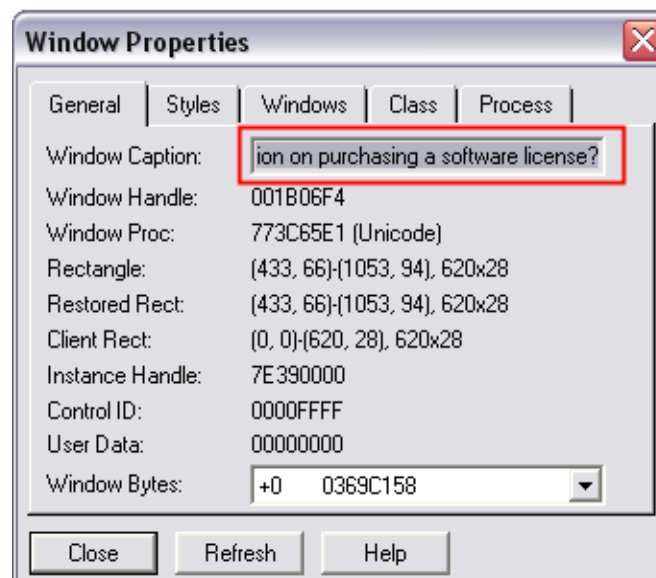 Window Properties
General Styles Windows Class Process
Window Caption: ion on purchasing a software license?
Window Handle: 001B06F4
Window Proc: 773C65E1 (Unicode)
Rectangle: (433, 66)-(1053, 94), 620x28
Restored Rect: (433, 66)-(1053, 94), 620x28
Client Rect: (0, 0)-(620, 28), 620x28
Instance Handle: 7E390000
Control ID: 0000FFFF
User Data: 00000000
Window Bytes: +0 0369C158
Close Refresh Help